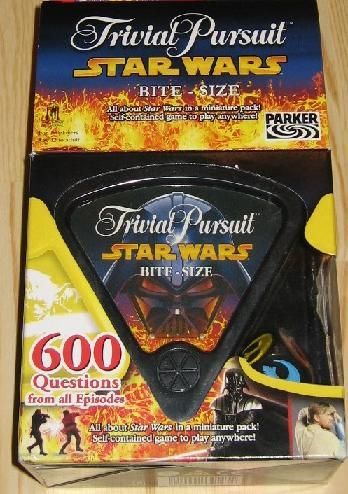 Trivial Pursuit
STAR WARS
BITE - SIZE
All about Star Wars in a miniature pack!
Self-contained game to play anywhere!
PARKER
Trivial Pursuit
STAR WARS
BITE - SIZE
600
Questions
from all Episodes
All about Star Wars in a miniature pack!
Self-contained game to play anywhere!